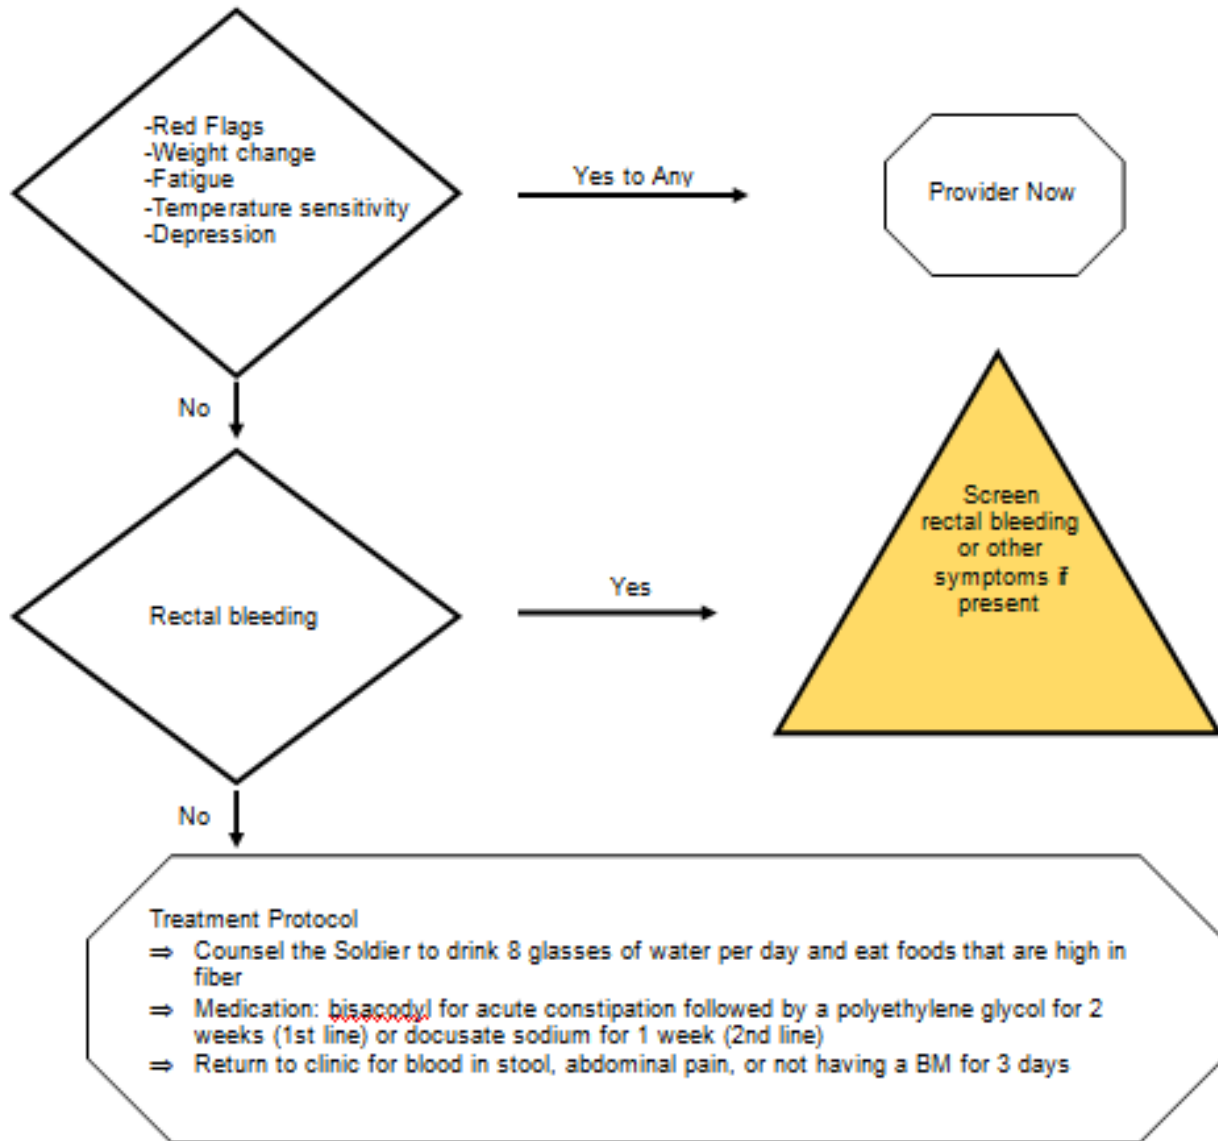 -Red Flags
-Weight change
-Fatigue
-Temperature sensitivity
-Depression
Yes to Any
Provider Now
No
Rectal bleeding
Yes
Screen
rectal bleeding
or other
symptoms if
present
No
Treatment Protocol
⇒ Counsel the Soldier to drink 8 glasses of water per day and eat foods that are high in
fiber
⇒ Medication: bisacodyl for acute constipation followed by a polyethylene glycol for 2
weeks (1st line) or docusate sodium for 1 week (2nd line)
⇒ Return to clinic for blood in stool, abdominal pain, or not having a BM for 3 days